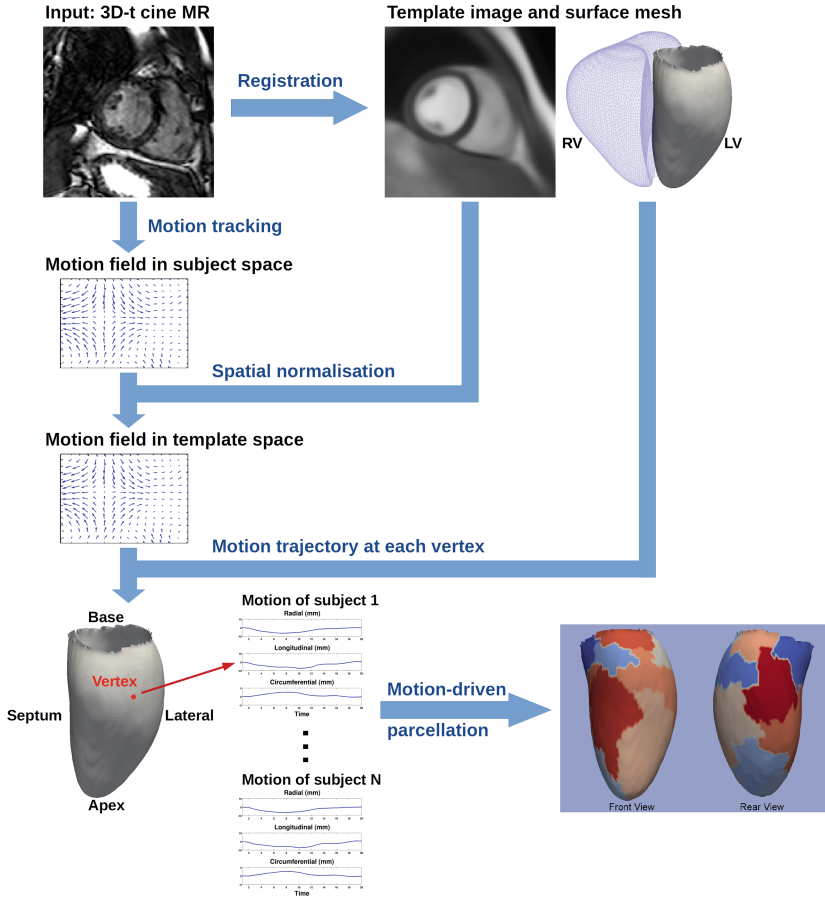 Input: 3D-t cine MR
Template image and surface mesh
Registration
RV
LV
Motion tracking
Motion field in subject space
Spatial normalisation
Motion field in template space
Motion trajectory at each vertex
Base
Vertex
Septum
Lateral
Apex
Motion of subject 1
Radial (mm)
Longitudinal (mm)
Circumferential (mm)
Time
Motion-driven
parcellation
Motion of subject N
Radial (mm)
Longitudinal (mm)
Circumferential (mm)
Time
Front View
Rear View